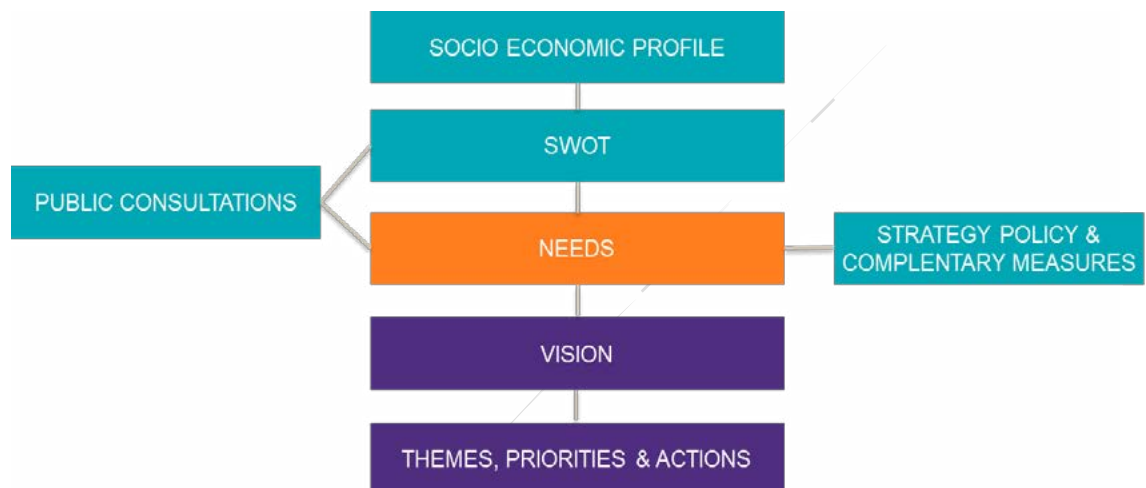 SOCIO ECONOMIC PROFILE
SWOT
PUBLIC CONSULTATIONS
NEEDS
STRATEGY POLICY &
COMPLENTARY MEASURES
VISION
THEMES, PRIORITIES & ACTIONS